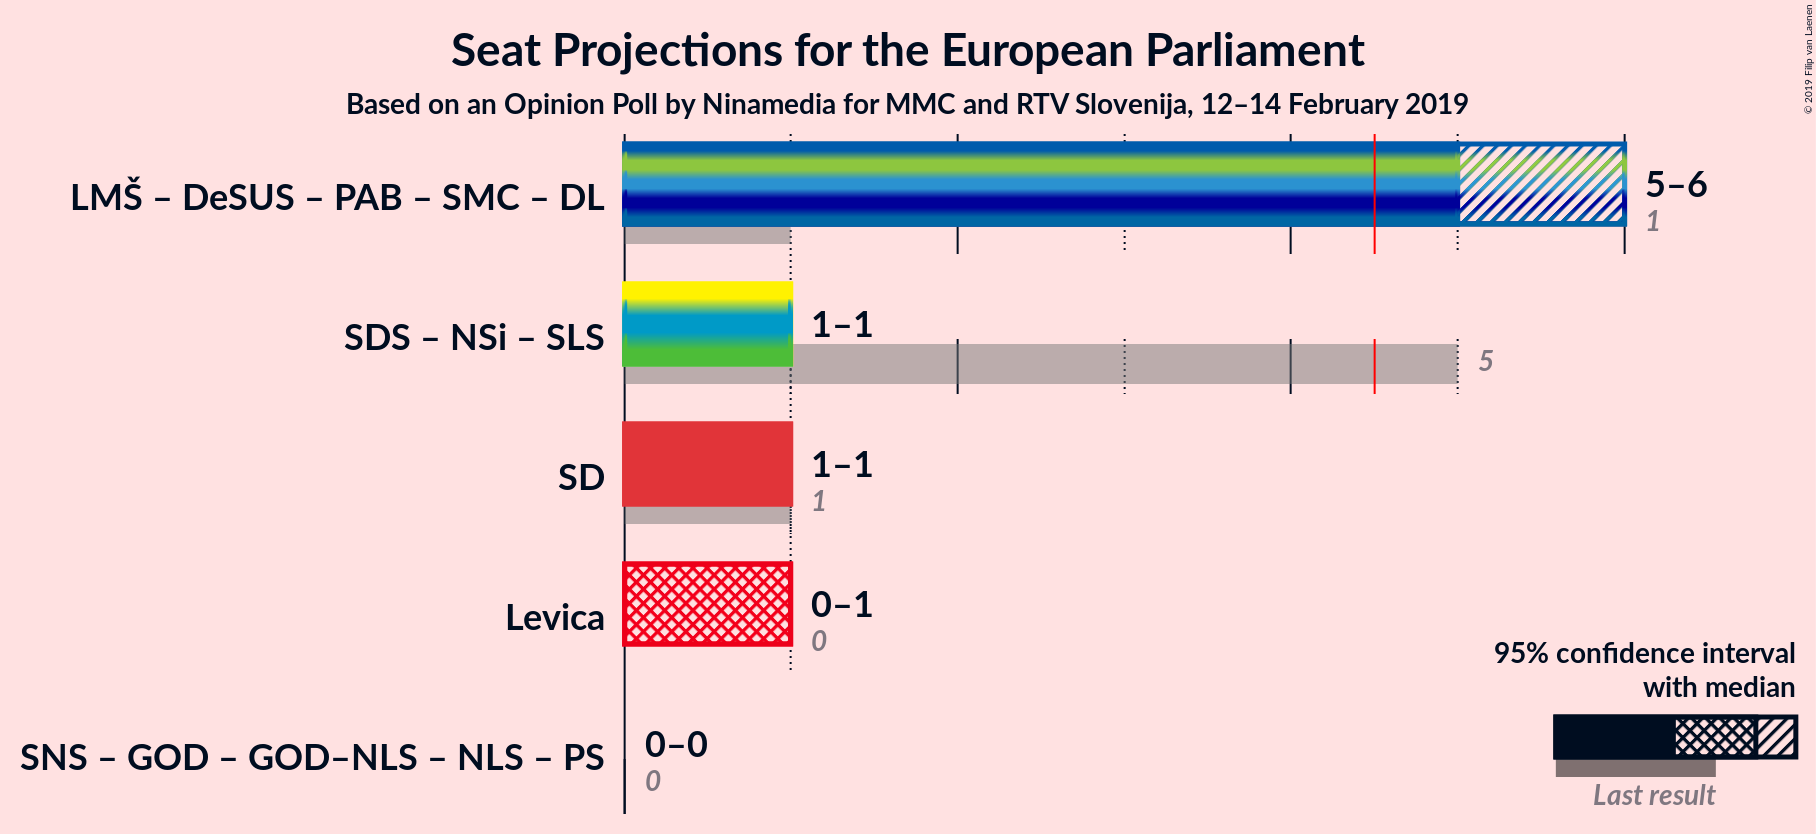 Seat Projections for the European Parliament
Based on an Opinion Poll by Ninamedia for MMC and RTV Slovenija, 12–14 February 2019
© 2019 Filip van Laenen
LMŠ – DeSUS – PAB – SMC – DL
5–6
1
SDS – NSi – SLS
1–1
5
SD
1–1
1
Levica
0–1
0
SNS – GOD – GOD–NLS – NLS – PS
0–0
0
95% confidence interval
with median
Last result